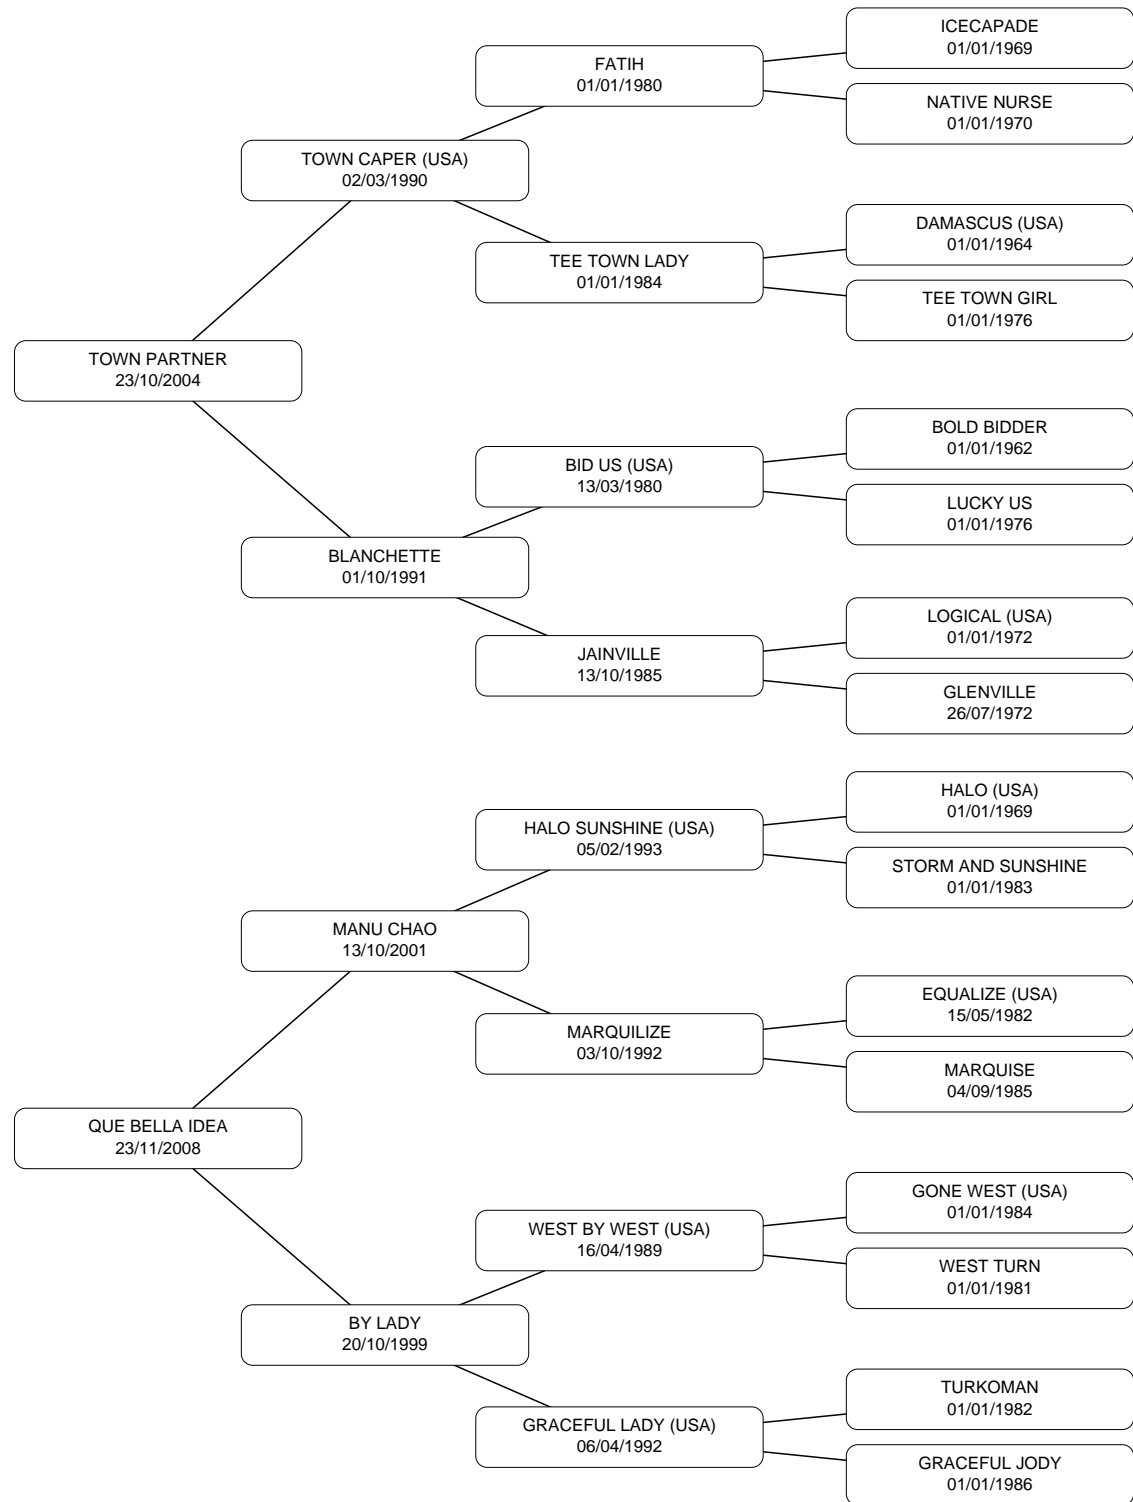 ICECAPADE
01/01/1969
FATIH
01/01/1980
NATIVE NURSE
01/01/1970
TOWN CAPER (USA)
02/03/1990
DAMASCUS (USA)
01/01/1964
TEE TOWN LADY
01/01/1984
TEE TOWN GIRL
01/01/1976
TOWN PARTNER
23/10/2004
BOLD BIDDER
01/01/1962
BID US (USA)
13/03/1980
LUCKY US
01/01/1976
BLANCHETTE
01/10/1991
LOGICAL (USA)
01/01/1972
JAINVILLE
13/10/1985
GLENVILLE
26/07/1972
HALO (USA)
01/01/1969
HALO SUNSHINE (USA)
05/02/1993
STORM AND SUNSHINE
01/01/1983
MANU CHAO
13/10/2001
EQUALIZE (USA)
15/05/1982
MARQUILIZE
03/10/1992
MARQUISE
04/09/1985
QUE BELLA IDEA
23/11/2008
GONE WEST (USA)
01/01/1984
WEST BY WEST (USA)
16/04/1989
WEST TURN
01/01/1981
BY LADY
20/10/1999
TURKOMAN
01/01/1982
GRACEFUL LADY (USA)
06/04/1992
GRACEFUL JODY
01/01/1986